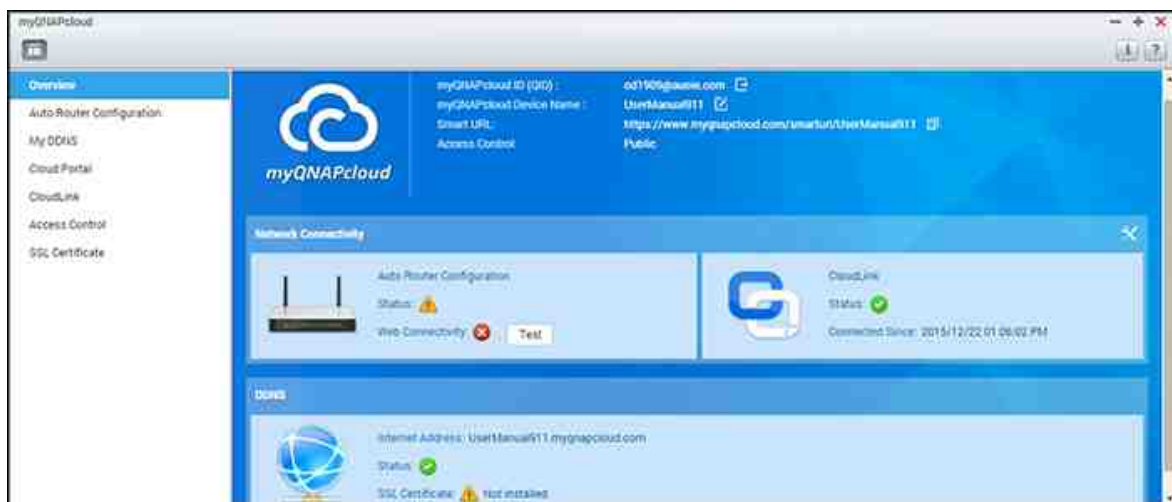 myQNAPcloud
Overview
Auto Router Configuration
My DDNS
Cloud Portal
CloudLink
Access Control
SSL Certificate
myQNAPcloud
myQNAPcloud ID (QID) :
myQNAPcloud Device Name : UserManual911
Smart URL: https://www.myqnapcloud.com/smarturl/UserManual911
Access Control Public
Network Connectivity
Auto Router Configuration
Status:
Web Connectivity: Test
CloudLink
Status:
Connected Since: 2015/12/22 01:06:02 PM
DDNS
Internet Address: UserManual911.myqnapcloud.com
Status:
SSL Certificate: Not installed